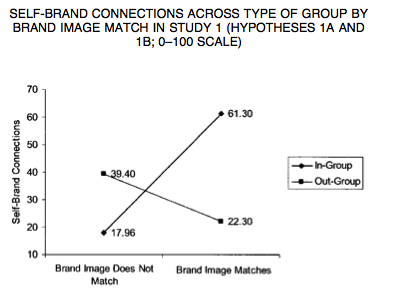 SELF-BRAND CONNECTIONS ACROSS TYPE OF GROUP BY
BRAND IMAGE MATCH IN STUDY 1 (HYPOTHESES 1A AND
1B; 0–100 SCALE)
70
60
50
40
30
20
10
Self-Brand Connections
61.30
39.40
22.30
17.96
In-Group
Out-Group
Brand Image Does Not
Match
Brand Image Matches